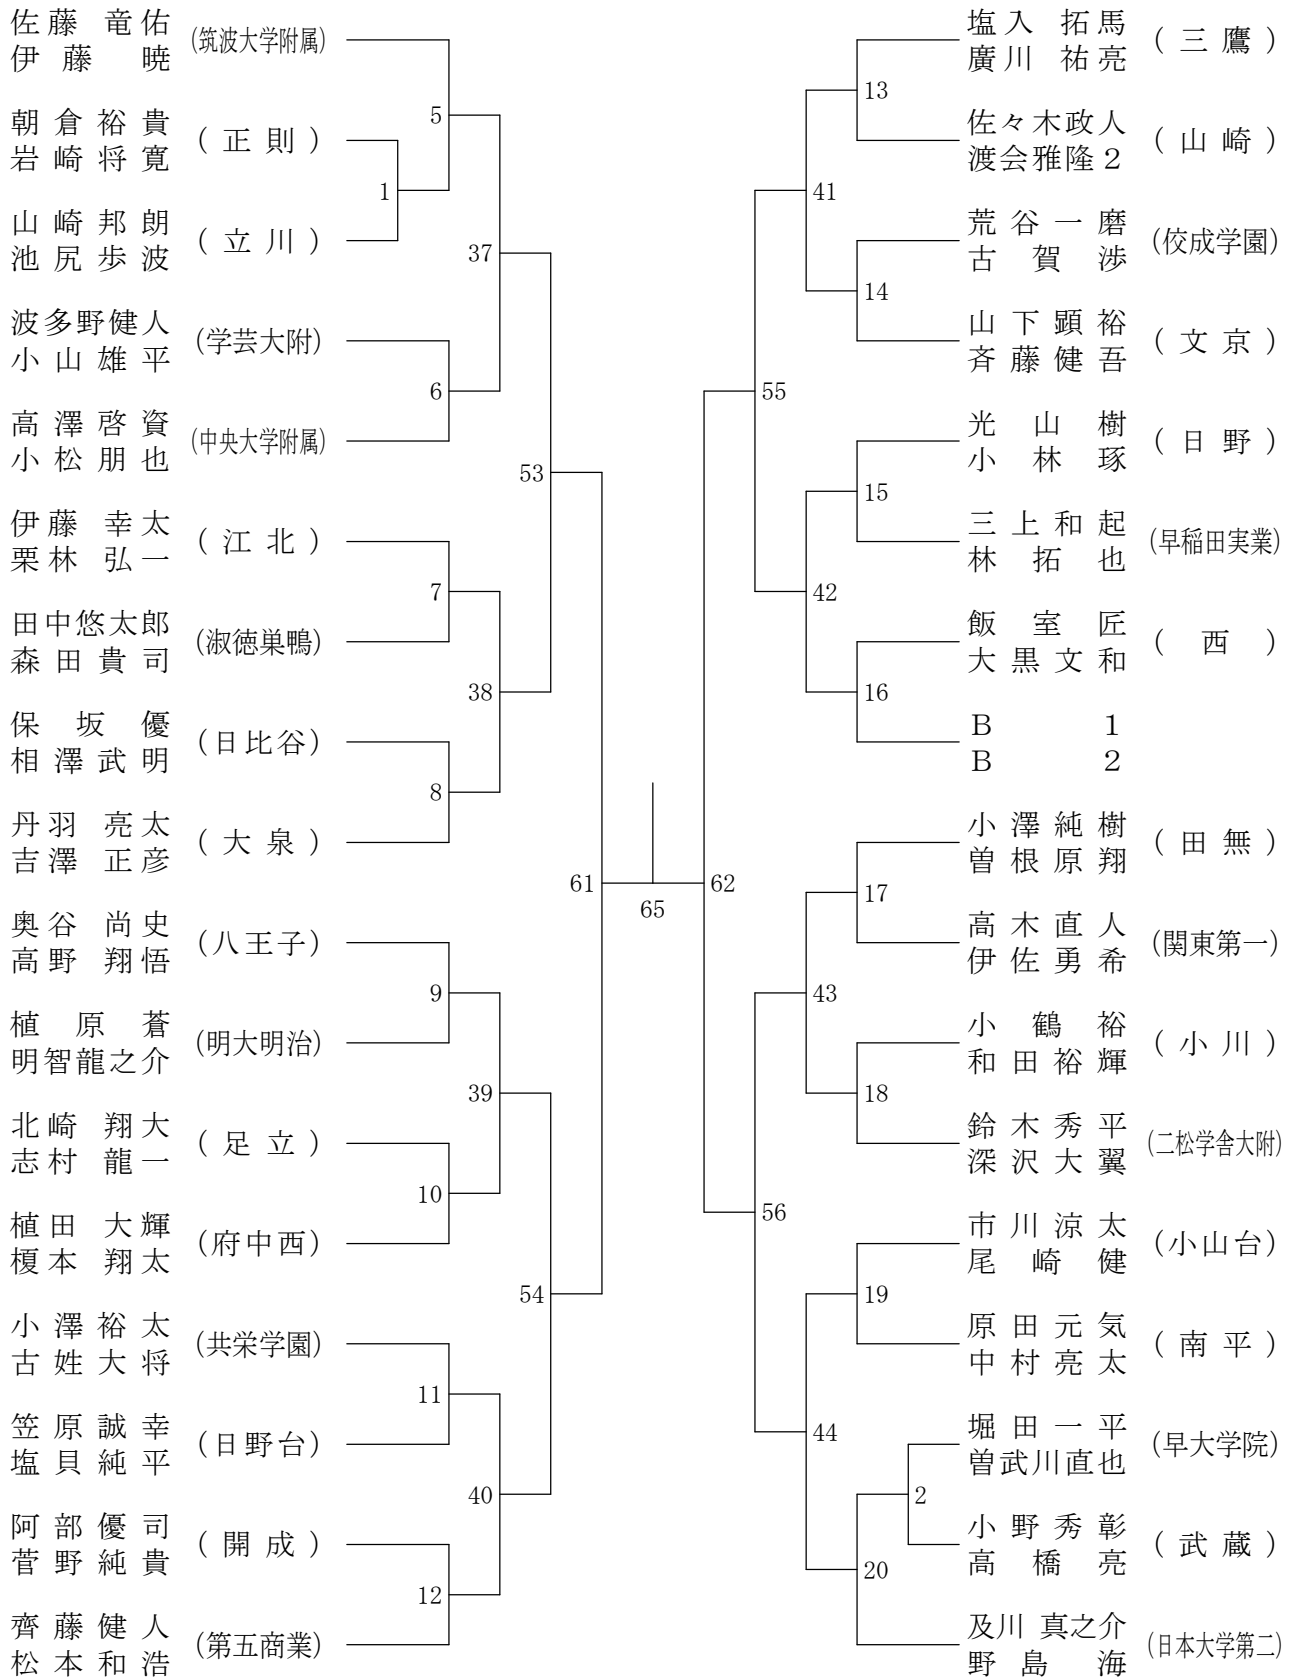 佐藤 竜佑
伊藤 暁
(筑波大学附属)
朝倉裕貴
岩崎将寛
(正則)
山崎邦朗
池尻歩波
(立川)
波多野健人
小山雄平
(学芸大附)
高澤啓資
小松朋也
(中央大学附属)
伊藤 幸太
栗林 弘一
(江北)
田中悠太郎
森田貴司
(淑徳巣鴨)
保坂優
相澤武明
(日比谷)
丹羽 亮太
吉澤 正彦
(大泉)
奥谷 尚史
高野 翔悟
(八王子)
植原蒼
明智龍之介
(明大明治)
北崎 翔大
志村 龍一
(足立)
植田 大輝
榎本 翔太
(府中西)
小澤裕太
古姓大将
(共栄学園)
笠原誠幸
塩貝純平
(日野台)
阿部優司
菅野純貴
(開成)
齊藤健人
松本和浩
(第五商業)
5
1
37
6
53
7
38
8
61
9
39
10
54
11
40
12
65
62
13
41
14
55
15
42
16
17
43
18
56
19
44
2
20
塩入 拓馬
廣川 祐亮
(三鷹)
佐々木政人
渡会雅隆2
(山崎)
荒谷一磨
古賀渉
(佼成学園)
山下顕裕
斉藤健吾
(文京)
光山樹
小林琢
(日野)
三上和起
林拓也
(早稲田実業)
飯室匠
大黒文和
(西)
B 1
B 2
小澤純樹
曽根原翔
(田無)
高木直人
伊佐勇希
(関東第一)
小鶴裕
和田裕輝
(小川)
鈴木秀平
深沢大翼
(二松学舎大附)
市川涼太
尾崎健
(小山台)
原田元気
中村亮太
(南平)
堀田一平
曽武川直也
(早大学院)
小野秀彰
高橋亮
(武蔵)
及川 真之介
野島海
(日本大学第二)